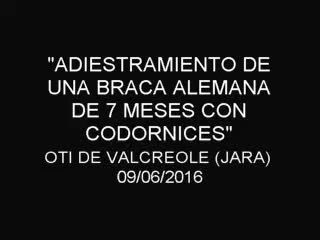 "ADIESTRAMIENTO DE
UNA BRACA ALEMANA
DE 7 MESES CON
CODORNICES"
OTI DE VALCREOLE (JARA)
09/06/2016